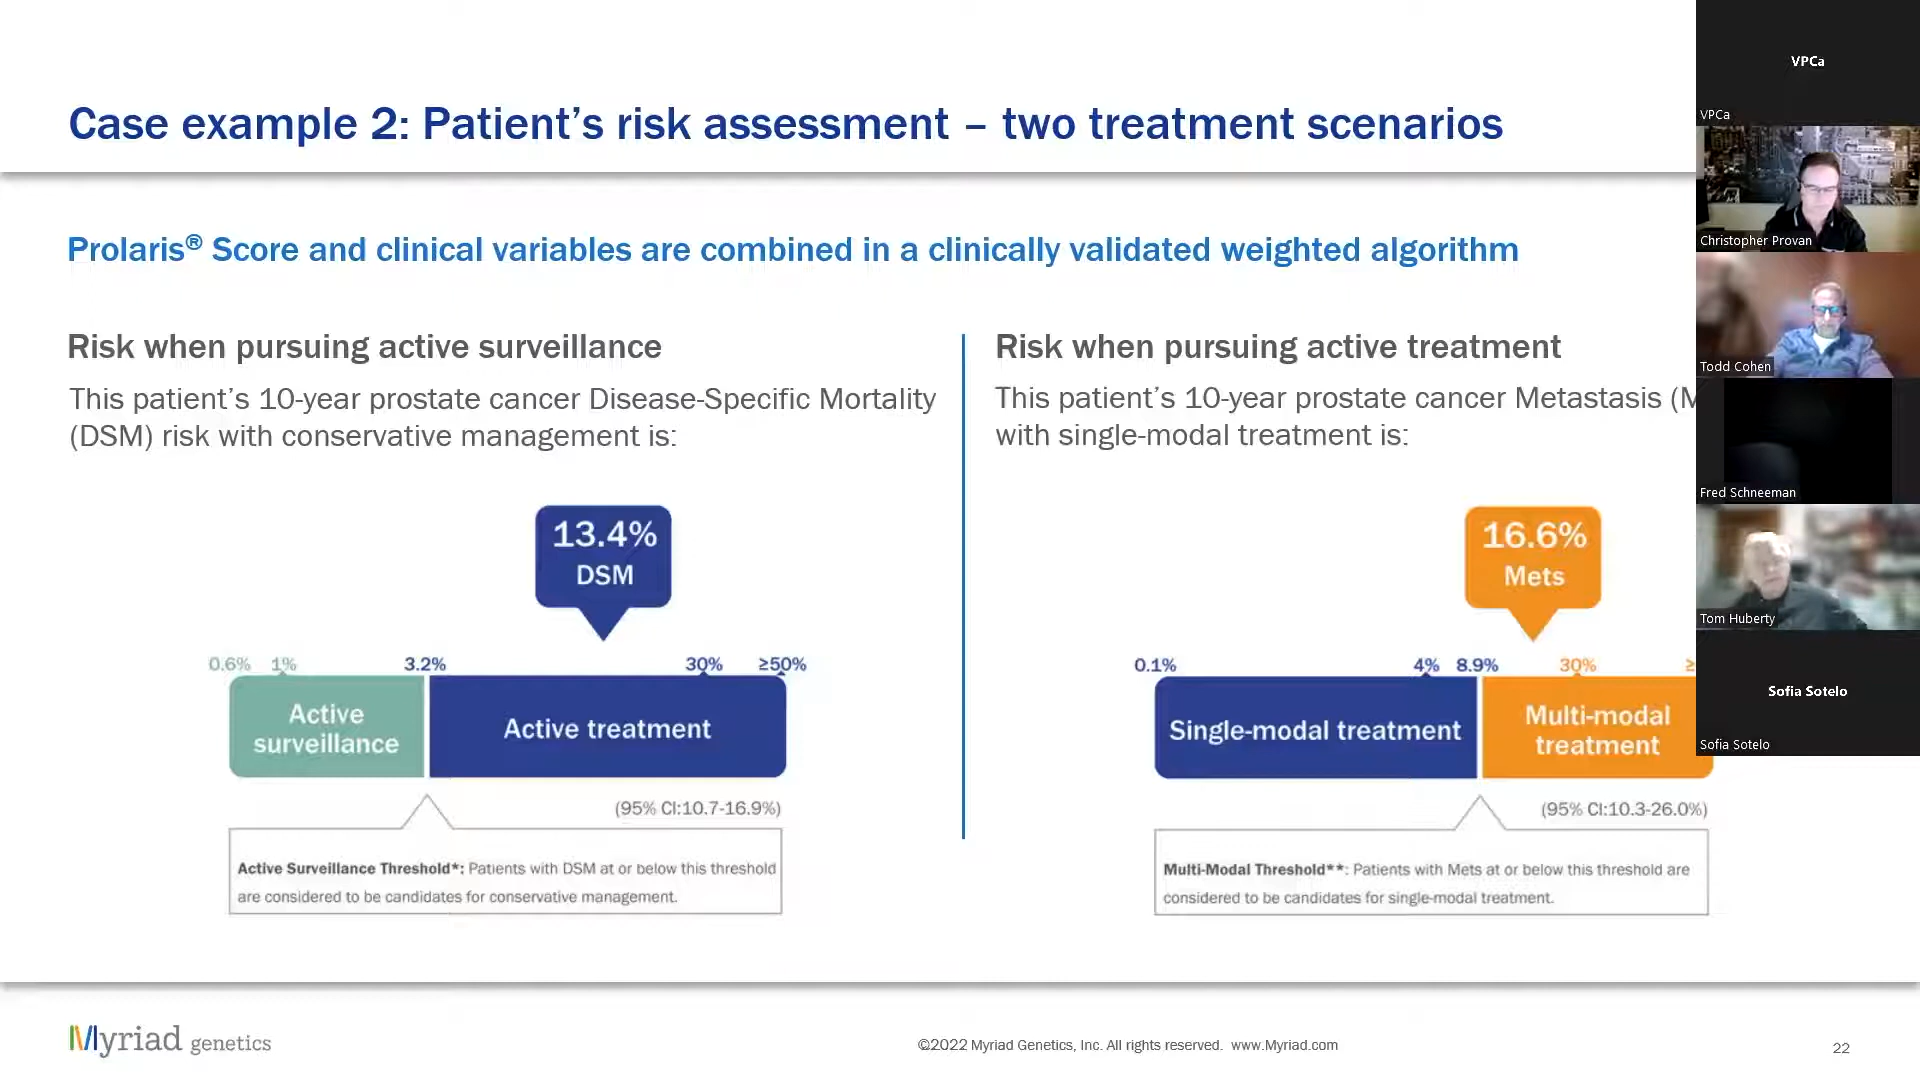 Case example 2: Patient's risk assessment – two treatment scenarios
Prolaris® Score and clinical variables are combined in a clinically validated weighted algorithm
Risk when pursuing active surveillance
This patient's 10-year prostate cancer Disease-Specific Mortality
(DSM) risk with conservative management is:
13.4%
DSM
0.6% 1% 3.2% 30% ≥50%
Active
surveillance
Active treatment
(95% CI:10.7-16.9%)
Active Surveillance Threshold*: Patients with DSM at or below this threshold
are considered to be candidates for conservative management.
Risk when pursuing active treatment
This patient's 10-year prostate cancer Metastasis (
with single-modal treatment is:
16.6%
Mets
0.1% 4% 8.9% 30% ≥
Single-modal treatment
Multi-modal
treatment
(95% CI:10.3-26.0%)
Multi-Modal Threshold**: Patients with Mets at or below this threshold are
considered to be candidates for single-modal treatment.
Myriad genetics
©2022 Myriad Genetics, Inc. All rights reserved. www.Myriad.com
22
VPCa
VPCa
Christopher Provan
Todd Cohen
Fred Schneeman
Tom Huberty
Sofia Sotelo
Sofia Sotelo